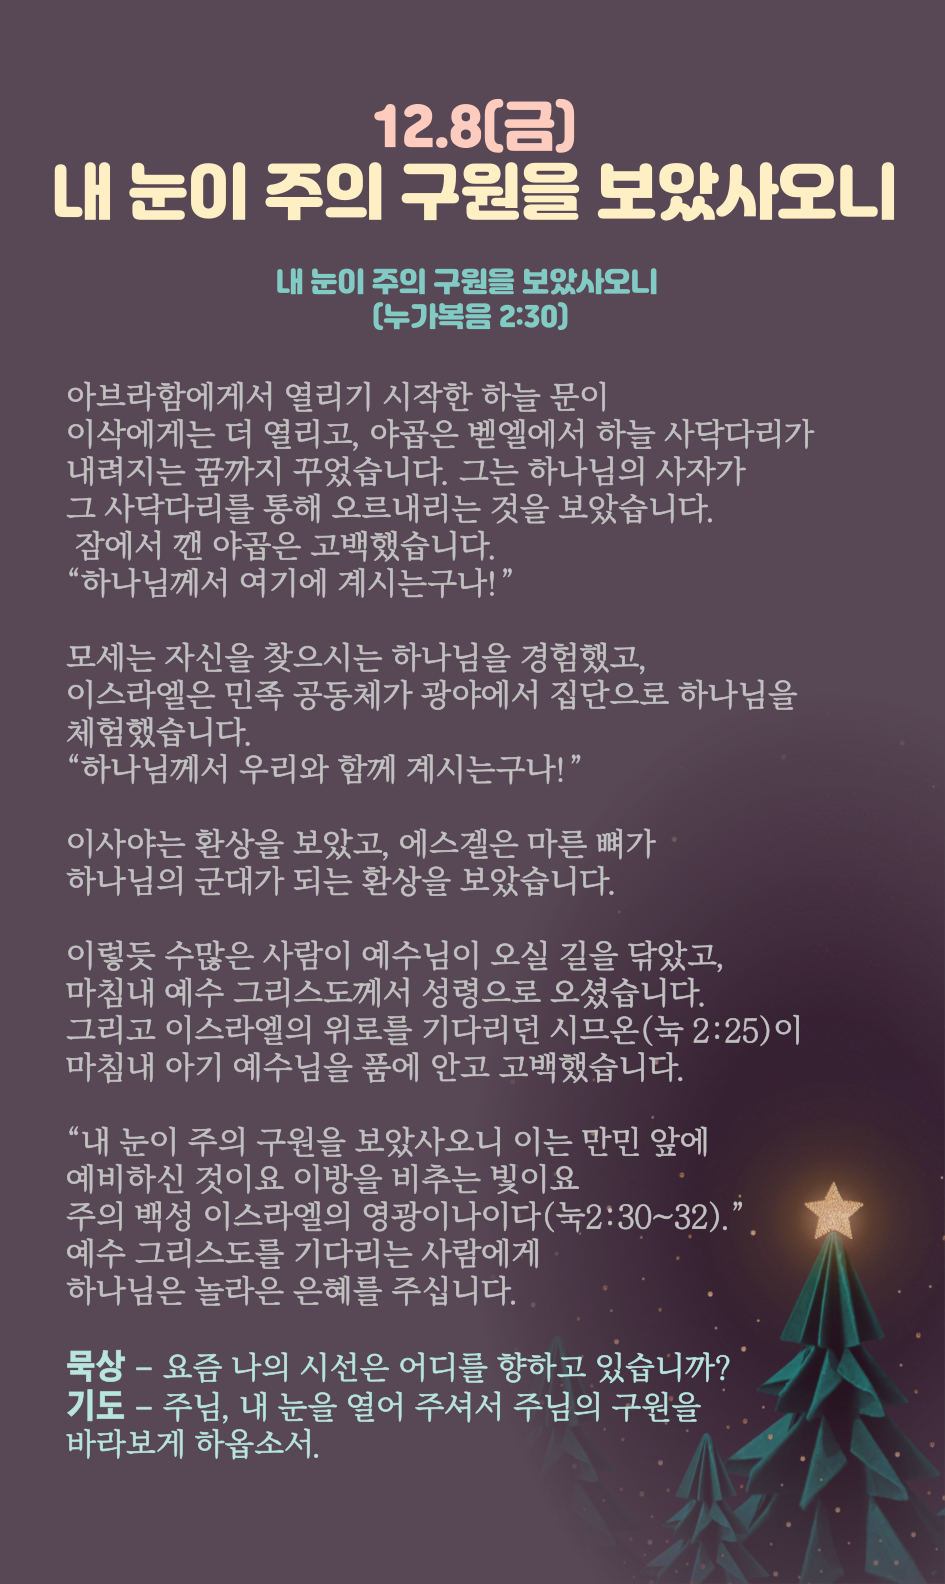 12.8(금)
내 눈이 주의 구원을 보았사오니
내 눈이 주의 구원을 보았사오니
(누가복음 2:30)
아브라함에게서 열리기 시작한 하늘 문이
이삭에게는 더 열리고, 야곱은 벧엘에서 하늘 사닥다리가
내려지는 꿈까지 꾸었습니다. 그는 하나님의 사자가
그 사닥다리를 통해 오르내리는 것을 보았습니다.
잠에서 깬 야곱은 고백했습니다.
“하나님께서 여기에 계시는구나!”
모세는 자신을 찾으시는 하나님을 경험했고,
이스라엘은 민족 공동체가 광야에서 집단으로 하나님을
체험했습니다.
“하나님께서 우리와 함께 계시는구나!”
이사야는 환상을 보았고, 에스겔은 마른 뼈가
하나님의 군대가 되는 환상을 보았습니다.
이렇듯 수많은 사람이 예수님이 오실 길을 닦았고,
마침내 예수 그리스도께서 성령으로 오셨습니다.
그리고 이스라엘의 위로를 기다리던 시므온(눅 2:25)이
마침내 아기 예수님을 품에 안고 고백했습니다.
“내 눈이 주의 구원을 보았사오니 이는 만민 앞에
예비하신 것이요 이방을 비추는 빛이요
주의 백성 이스라엘의 영광이니이다(눅2:30~32).”
예수 그리스도를 기다리는 사람에게
하나님은 놀라운 은혜를 주십니다.
묵상 – 요즘 나의 시선은 어디를 향하고 있습니까?
기도 – 주님, 내 눈을 열어 주셔서 주님의 구원을
바라보게 하옵소서.